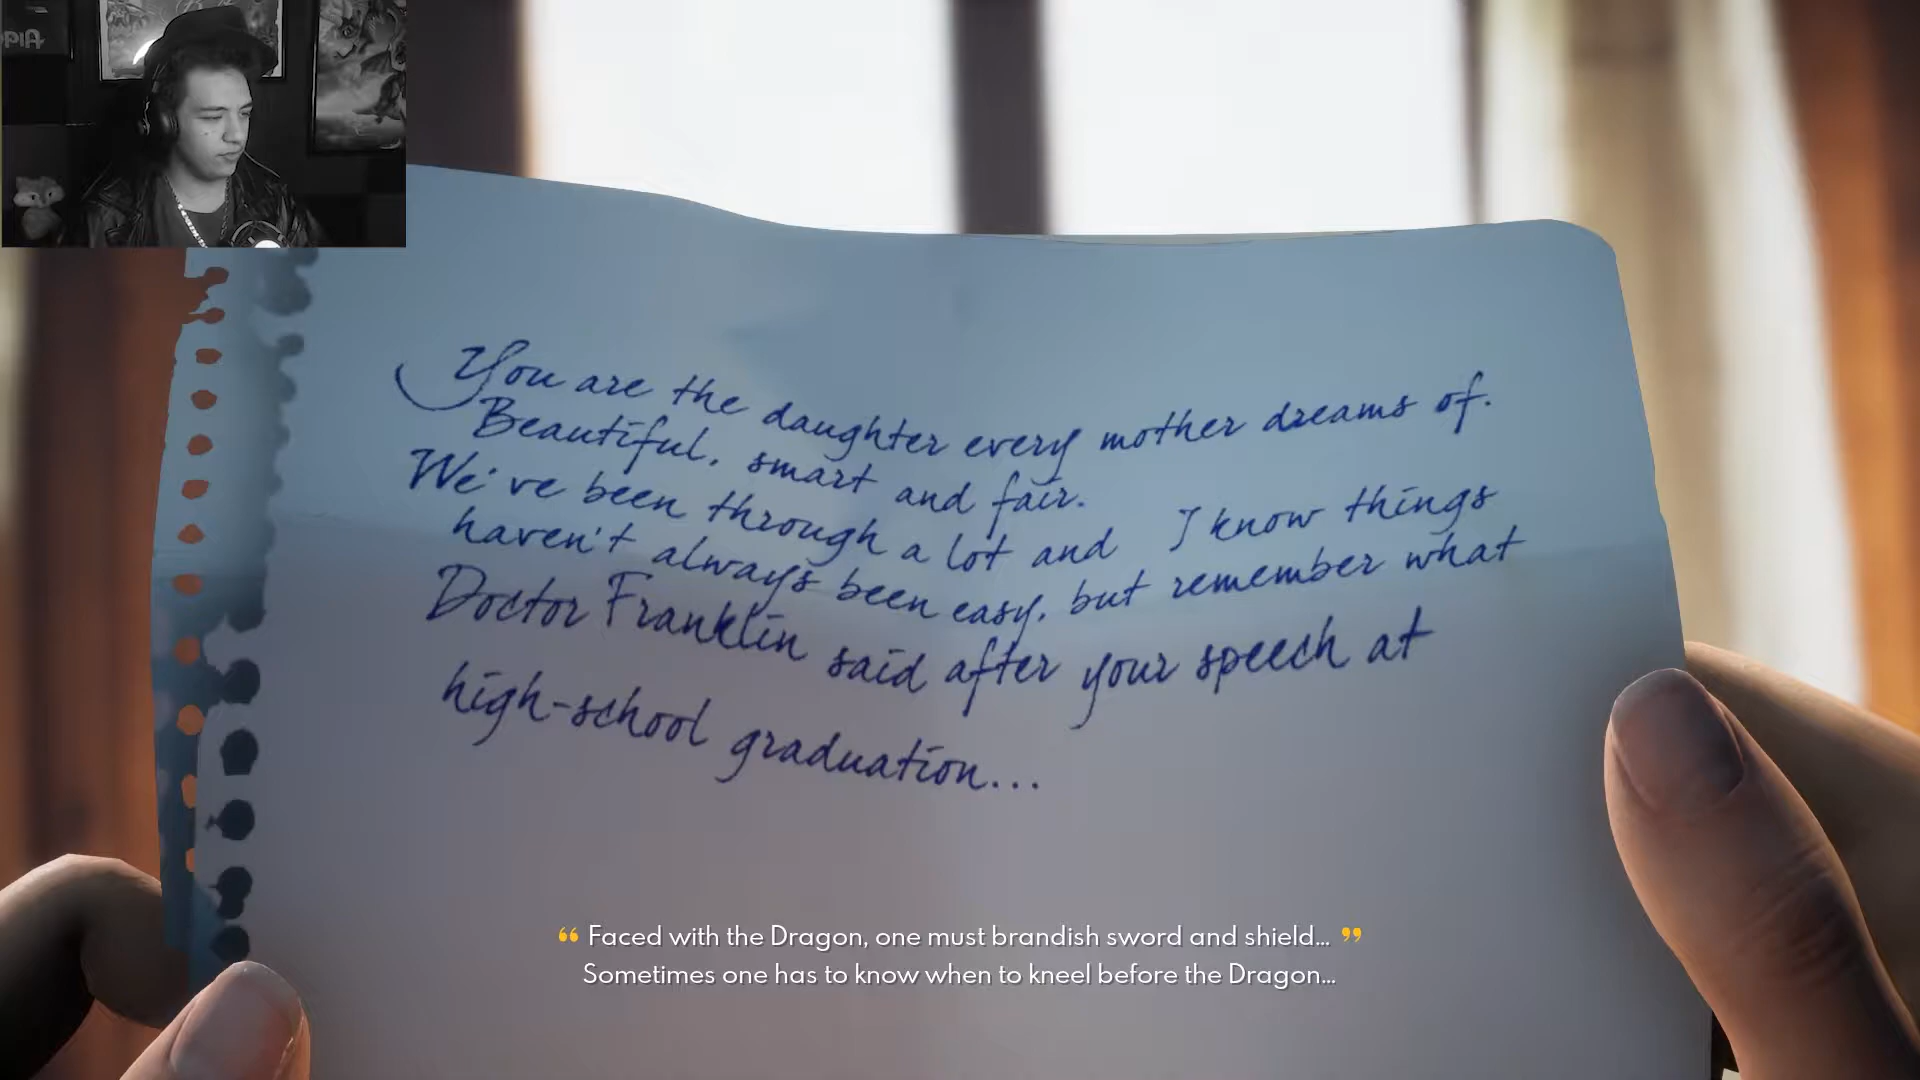 PIA
You are the daughter every mother dreams of.
Beautiful, smart and fair.
We've been through a lot and I know things
haven't always been easy, but remember what
Doctor Franklin said after your speech at
high-school graduation...
“ Faced with the Dragon, one must brandish sword and shield... ”
Sometimes one has to know when to kneel before the Dragon...